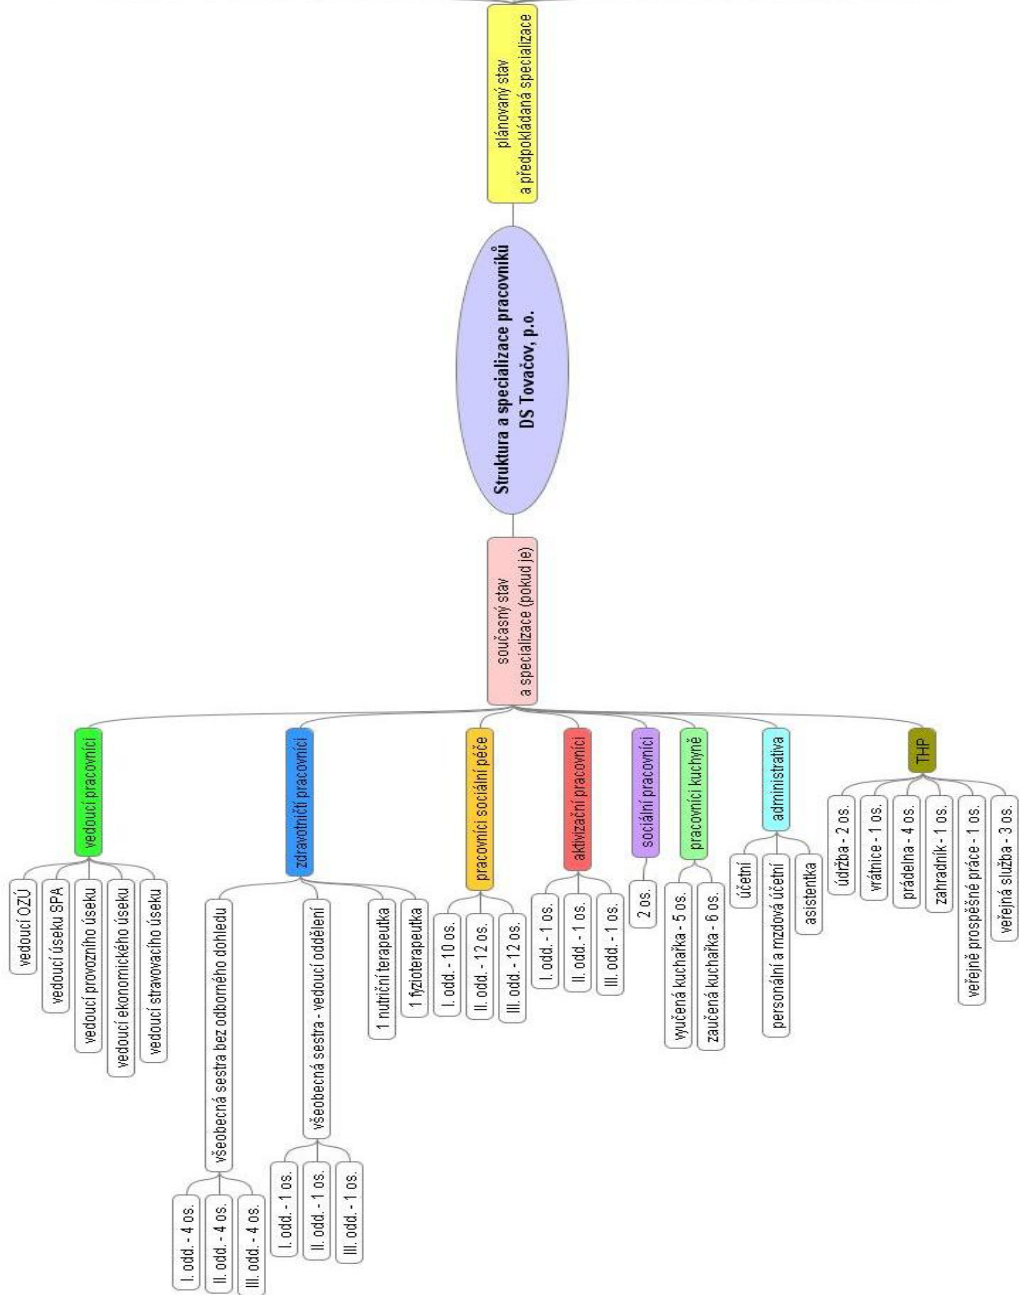 plánovaný stav
a předpokládaná specializace
Struktura a specializace pracovníků
DS Tovačov, p.o.
současný stav
a specializace (pokud je)
vedoucí pracovníci
vedoucí OZÚ
vedoucí úseku SPA
vedoucí provozního úseku
vedoucí ekonomického úseku
vedoucí stravovacího úseku
zdravotničtí pracovníci
všeobecná sestra bez odborného dohledu
I. odd. - 4 os.
II. odd. - 4 os.
III. odd. - 4 os.
všeobecná sestra - vedoucí oddělení
I. odd. - 1 os.
II. odd. - 1 os.
III. odd. - 1 os.
1 nutriční terapeutka
1 fyzioterapeutka
pracovníci sociální péče
I. odd. - 10 os.
II. odd. - 12 os.
III. odd. - 12 os.
aktivizační pracovníci
I. odd. - 1 os.
II. odd. - 1 os.
III. odd. - 1 os.
sociální pracovníci
2 os.
pracovníci kuchyně
vyučená kuchařka - 5 os.
zaučená kuchařka - 6 os.
administrativa
účetní
personální a mzdová účetní
asistentka
THP
údržba - 2 os.
vrátnice - 1 os.
prádelna - 4 os.
zahradník - 1 os.
veřejně prospěšné práce - 1 os.
veřejná služba - 3 os.